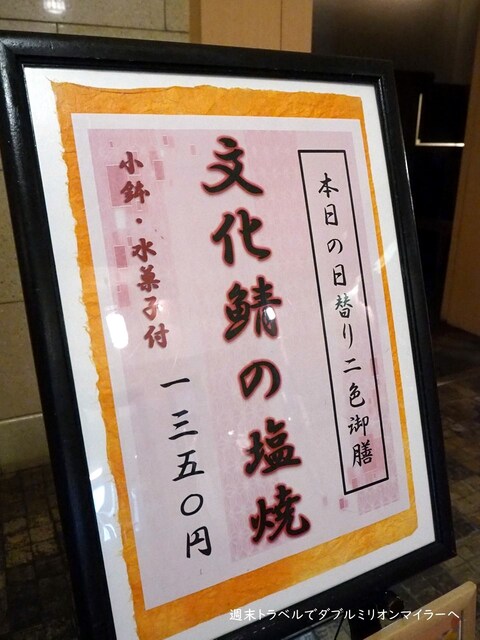 本日の日替り二色御膳
文化鯖の塩焼
小鉢・水菓子付
一三五〇円
週末トラベルでダブルミリオンマイラーへ